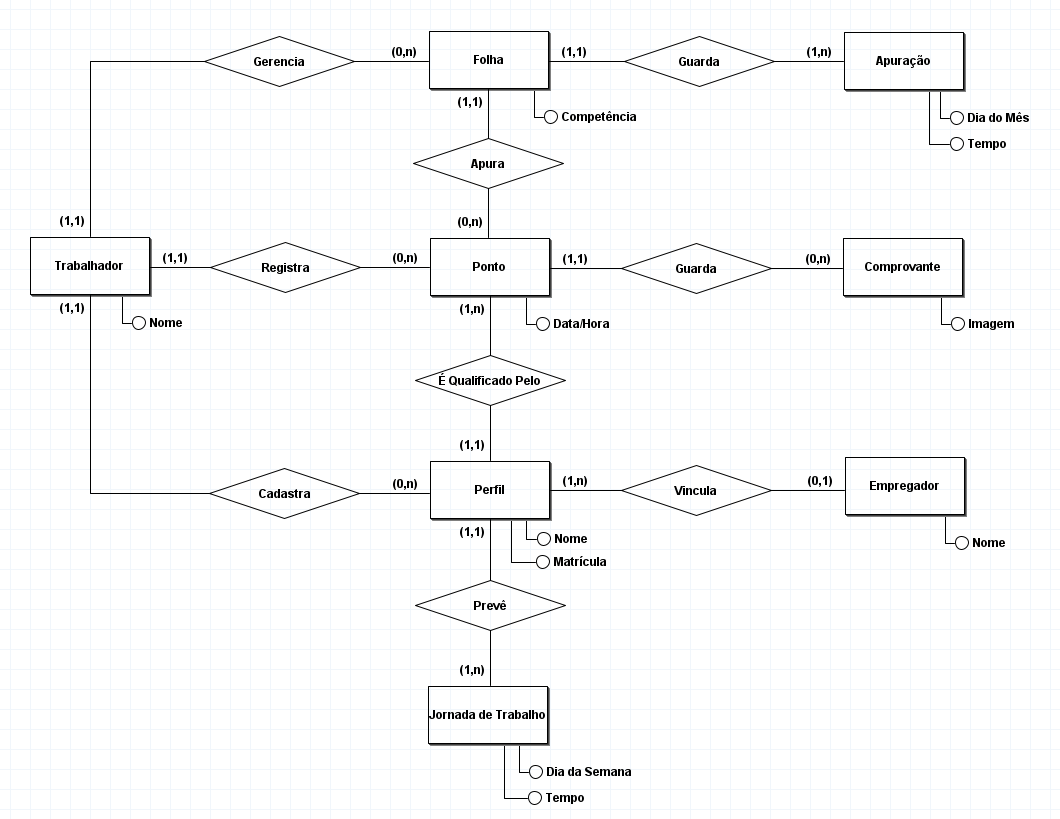 Gerencia
(0,n)
Folha
(1,1)
Guarda
(1,n)
Apuração
(1,1)
Competência
Dia do Mês
Tempo
Apura
(1,1)
(0,n)
Trabalhador
(1,1)
Registra
(0,n)
Ponto
(1,1)
Guarda
(0,n)
Comprovante
(1,1)
Nome
(1,n)
Data/Hora
Imagem
É Qualificado Pelo
(1,1)
Cadastra
(0,n)
Perfil
(1,n)
Vincula
(0,1)
Empregador
(1,1)
Nome
Matrícula
Nome
Prevê
(1,n)
Jornada de Trabalho
Dia da Semana
Tempo